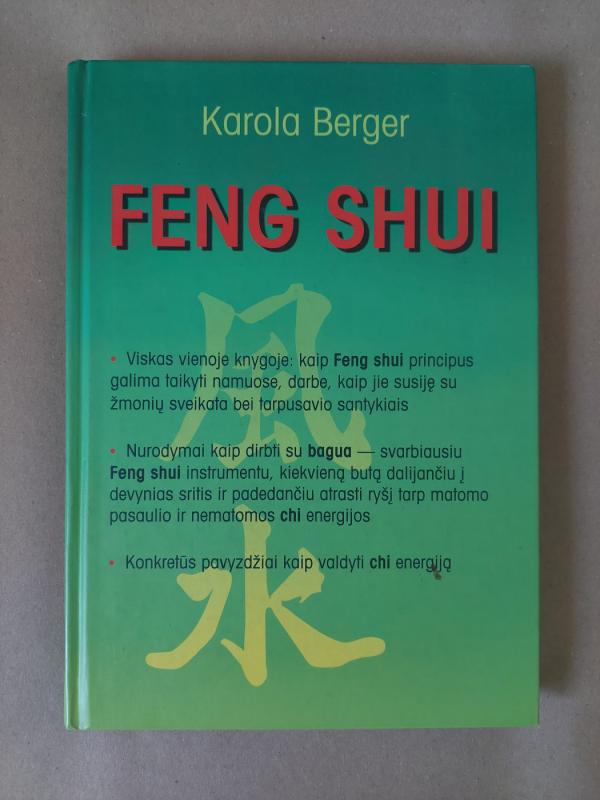 Karola Berger
FENG SHUI
風
• Viskas vienoje knygoje: kaip Feng shui principus
galima taikyti namuose, darbe, kaip jie susiję su
žmonių sveikata bei tarpusavio santykiais
• Nurodymai kaip dirbti su bagua — svarbiausiu
Feng shui instrumentu, kiekvieną butą dalijančiu į
devynias sritis ir padedančiu atrasti ryšį tarp matomo
pasaulio ir nematomos chi energijos
• Konkretūs pavyzdžiai kaip valdyti chi energiją
水